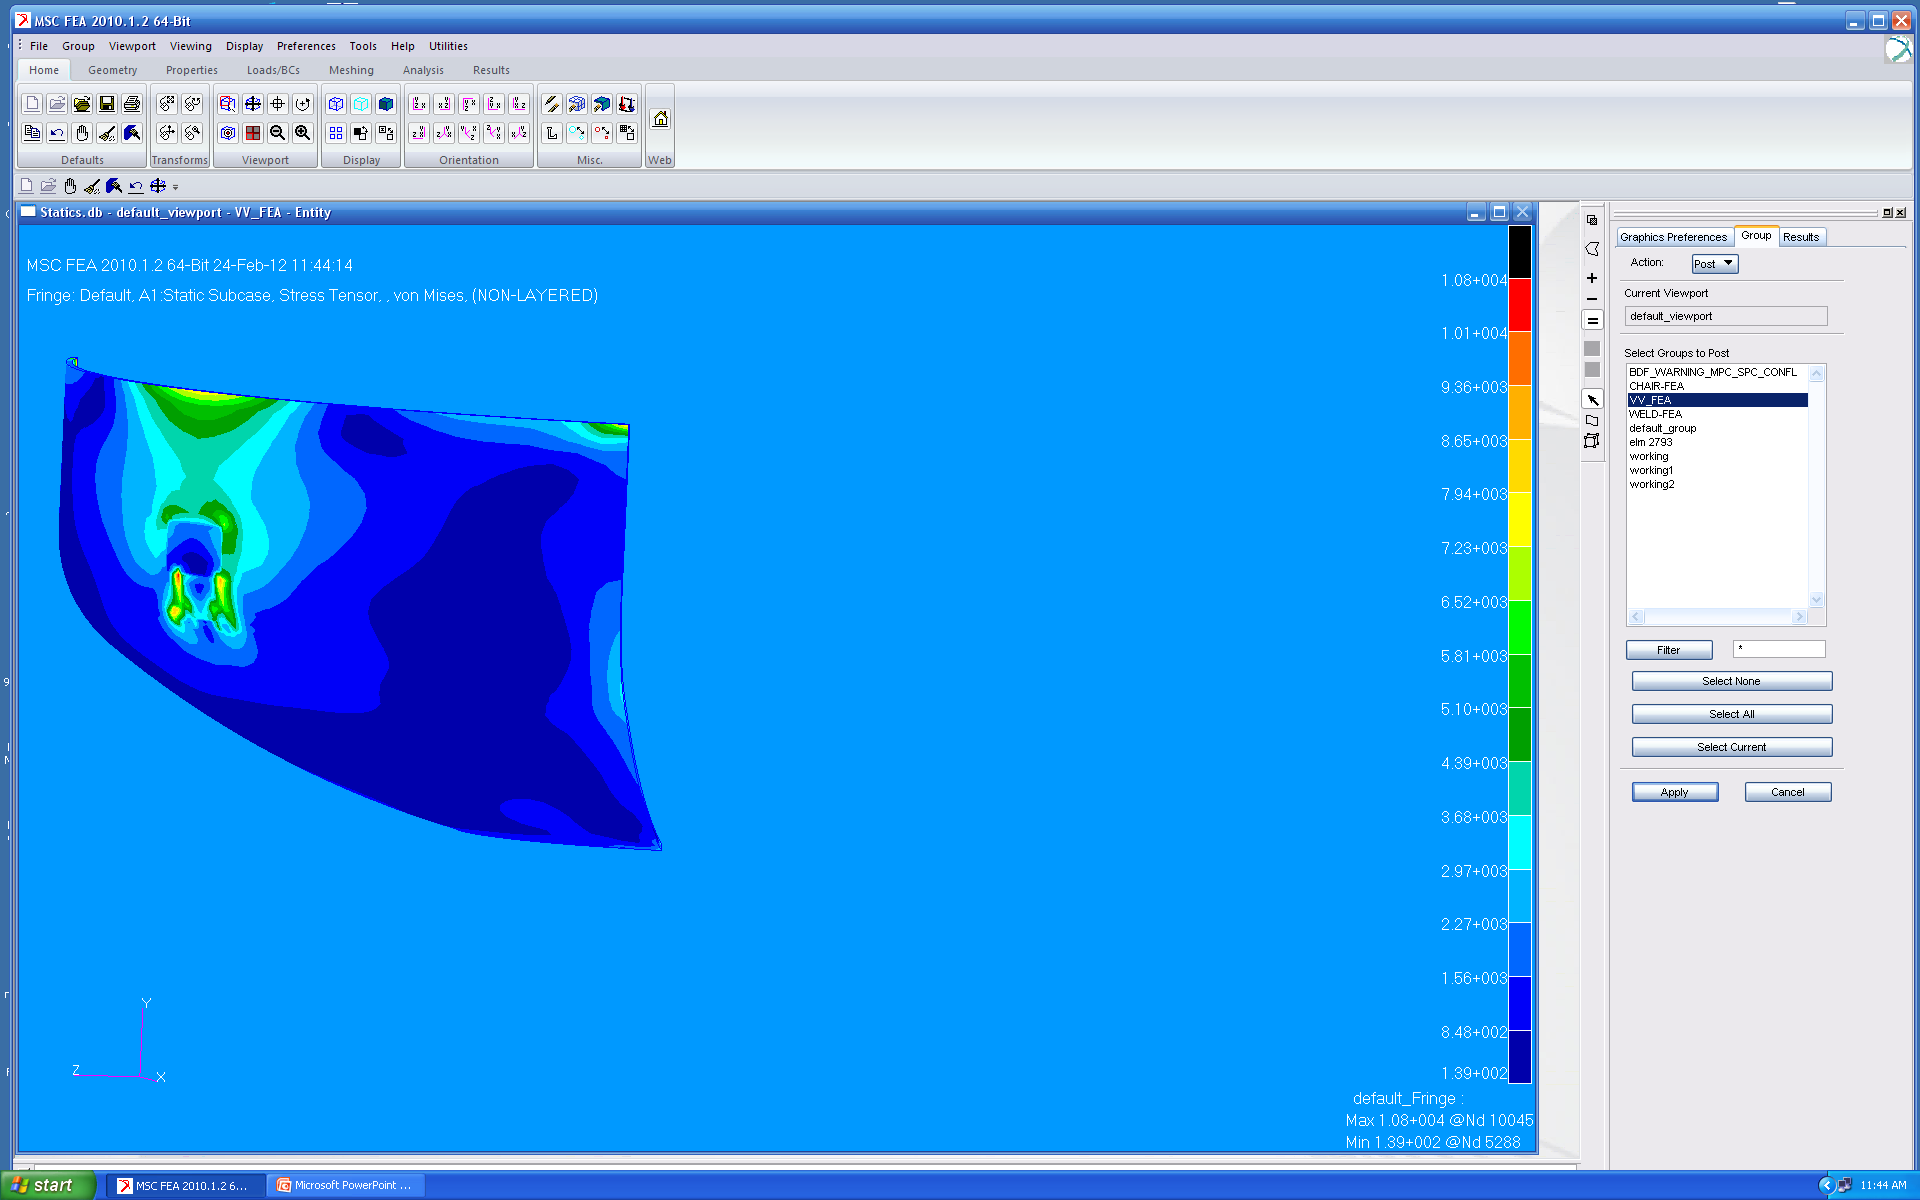 MSC FEA 2010.1.2 64-Bit
File Group Viewport Viewing Display Preferences Tools Help Utilities
Home Geometry Properties Loads/BCs Meshing Analysis Results
Defaults Transforms Viewport Display Orientation Misc. Web
Statics.db - default_viewport - VV_FEA - Entity
MSC FEA 2010.1.2 64-Bit 24-Feb-12 11:44:14
Fringe: Default, A1:Static Subcase, Stress Tensor, , von Mises, (NON-LAYERED)
1.08+004
1.01+004
9.36+003
8.65+003
7.94+003
7.23+003
6.52+003
5.81+003
5.10+003
4.39+003
3.68+003
2.97+003
2.27+003
1.56+003
8.48+002
1.39+002
default_Fringe :
Max 1.08+004 @Nd 10045
Min 1.39+002 @Nd 5288
Y
Z
X
Graphics Preferences Group Results
Action: Post
Current Viewport
default_viewport
Select Groups to Post
BDF_WARNING_MPC_SPC_CONFL
CHAIR-FEA
VV_FEA
WELD-FEA
default_group
elm 2793
working
working1
working2
Filter *
Select None
Select All
Select Current
Apply Cancel
start MSC FEA 2010.1.2 6... Microsoft PowerPoint ... 11:44 AM